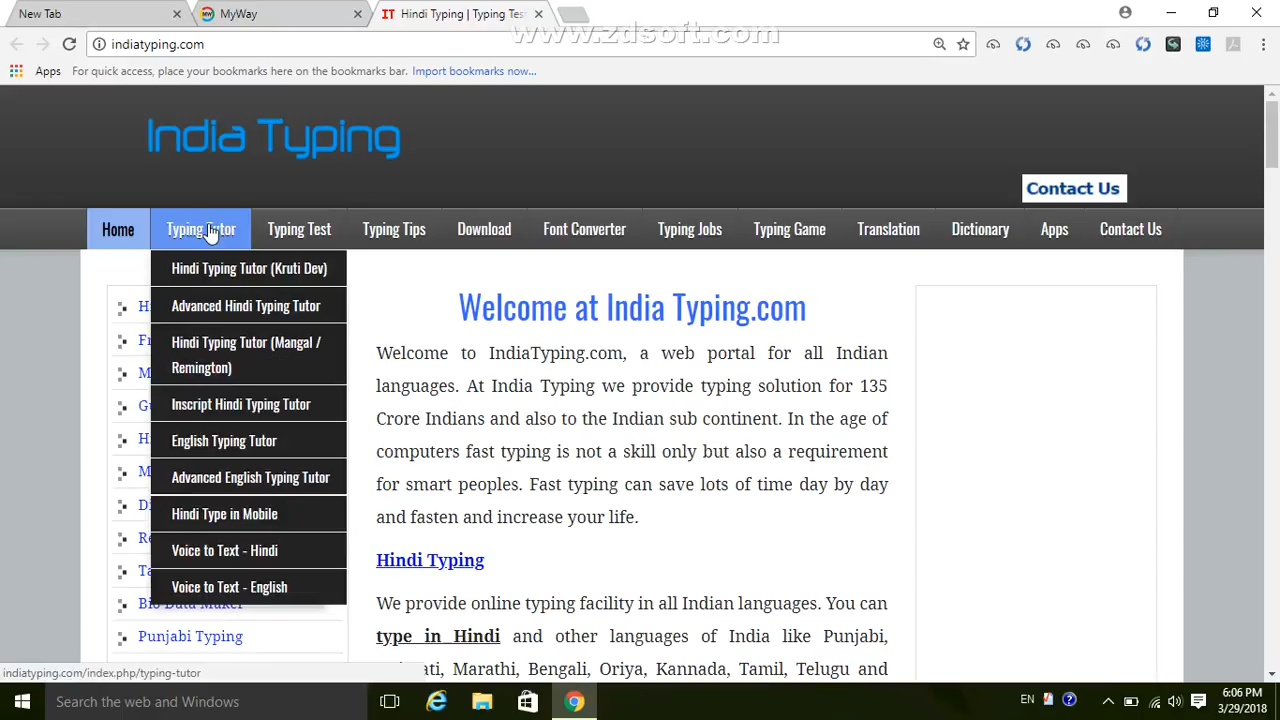 New Tab
MyWay
IT Hindi Typing | Typing Tes
www.zdsoft.com
indiatyping.com
Apps For quick access, place your bookmarks here on the bookmarks bar. Import bookmarks now...
India Typing
Contact Us
Home Typing Tutor Typing Test Typing Tips Download Font Converter Typing Jobs Typing Game Translation Dictionary Apps Contact Us
Hindi Typing Tutor (Kruti Dev)
Advanced Hindi Typing Tutor
Hindi Typing Tutor (Mangal /
Remington)
Inscript Hindi Typing Tutor
English Typing Tutor
Advanced English Typing Tutor
Hindi Type in Mobile
Voice to Text - Hindi
Voice to Text - English
Punjabi Typing
Welcome at India Typing.com
Welcome to IndiaTyping.com, a web portal for all Indian
languages. At India Typing we provide typing solution for 135
Crore Indians and also to the Indian sub continent. In the age of
computers fast typing is not a skill only but also a requirement
for smart peoples. Fast typing can save lots of time day by day
and fasten and increase your life.
Hindi Typing
We provide online typing facility in all Indian languages. You can
type in Hindi and other languages of India like Punjabi,
Marathi, Bengali, Oriya, Kannada, Tamil, Telugu and
indiatyping.com/index.php/typing-tutor
Search the web and Windows
EN
6:06 PM
3/29/2018